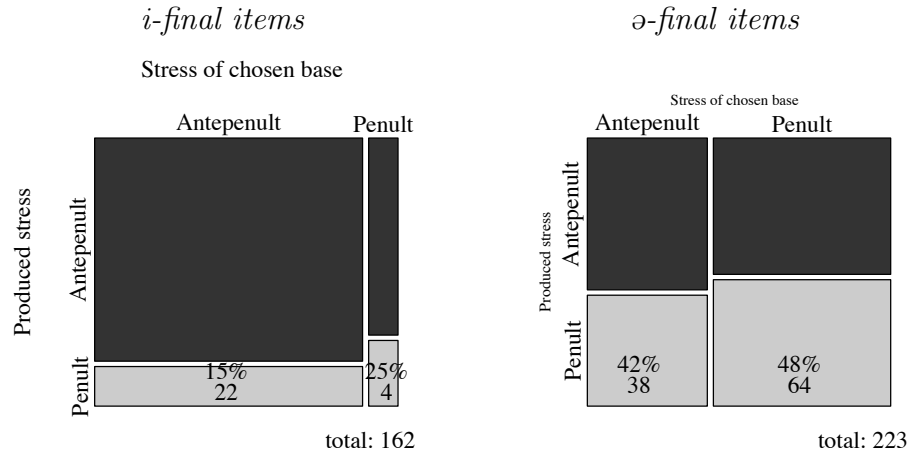 i-final items
Stress of chosen base
Antepenult Penult
Produced stress
Antepenult
Penult
15%
22
25%
4
total: 162
ə-final items
Stress of chosen base
Antepenult Penult
Produced stress
Antepenult
Penult
42%
38
48%
64
total: 223